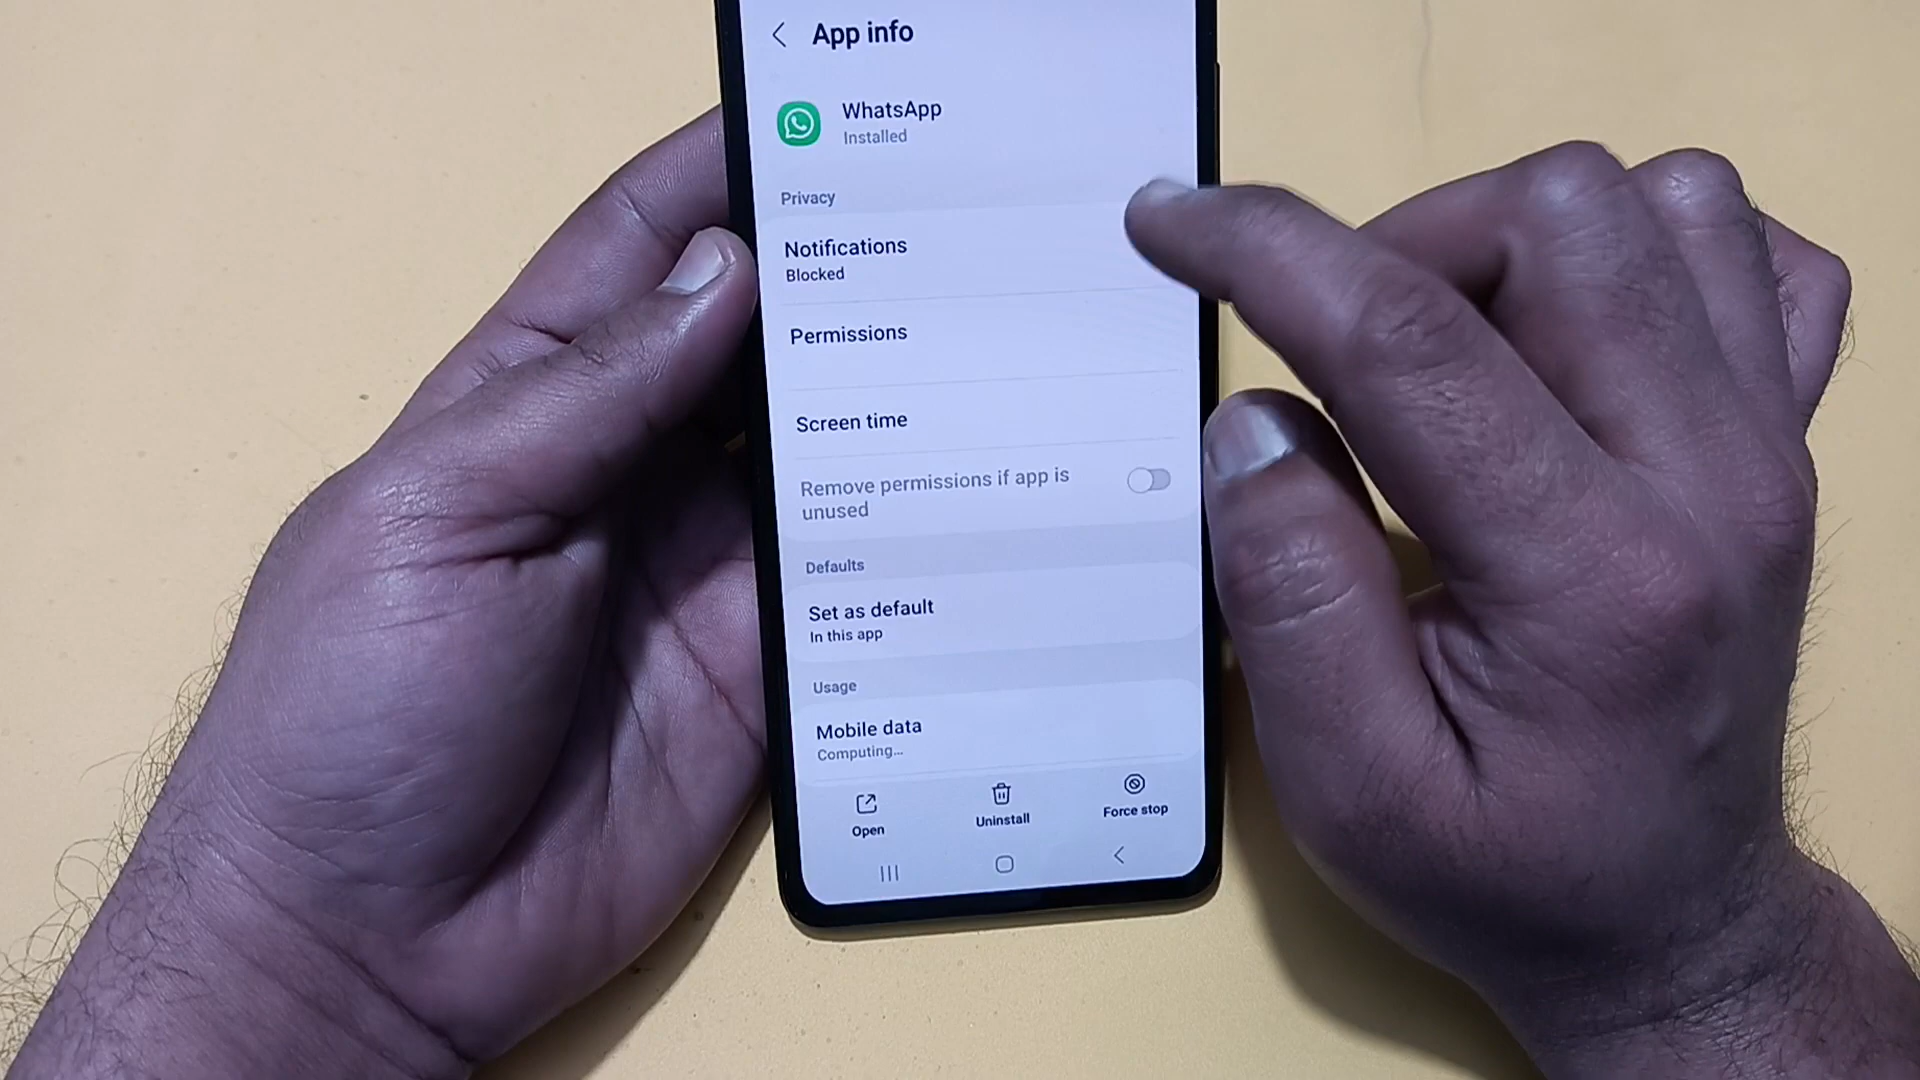 App info
WhatsApp
Installed
Privacy
Notifications
Blocked
Permissions
Screen time
Remove permissions if app is
unused
Defaults
Set as default
In this app
Usage
Mobile data
Computing...
Open
Uninstall
Force stop